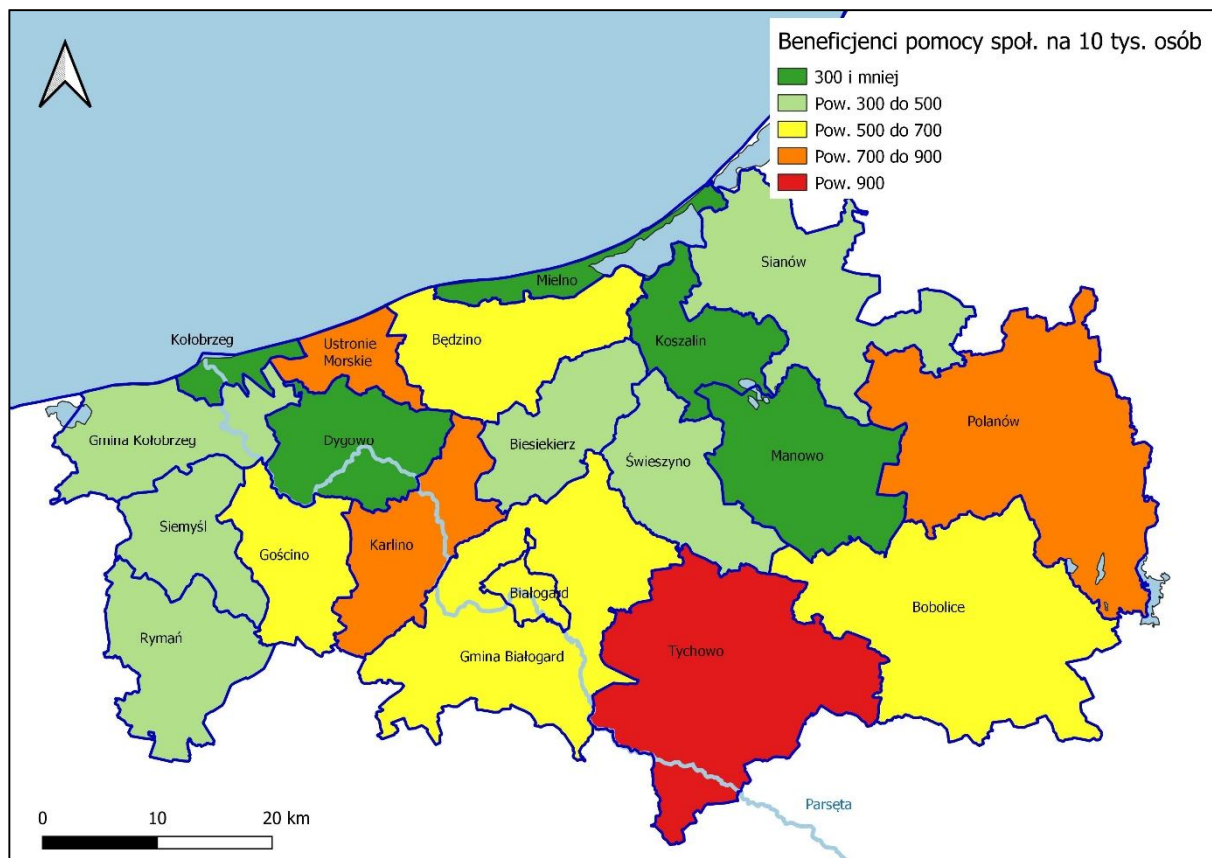 Beneficjenci pomocy społ. na 10 tys. osób
300 i mniej
Pow. 300 do 500
Pow. 500 do 700
Pow. 700 do 900
Pow. 900
Sianów
Mielno
Kołobrzeg
Ustronie
Morskie
Będzino
Koszalin
Polanów
Gmina Kołobrzeg
Dygowo
Biesiekierz
Świeszyno
Manowo
Siemyśl
Gościno
Karlino
Białogard
Bobolice
Rymań
Gmina Białogard
Tychowo
Parsęta
0 10 20 km